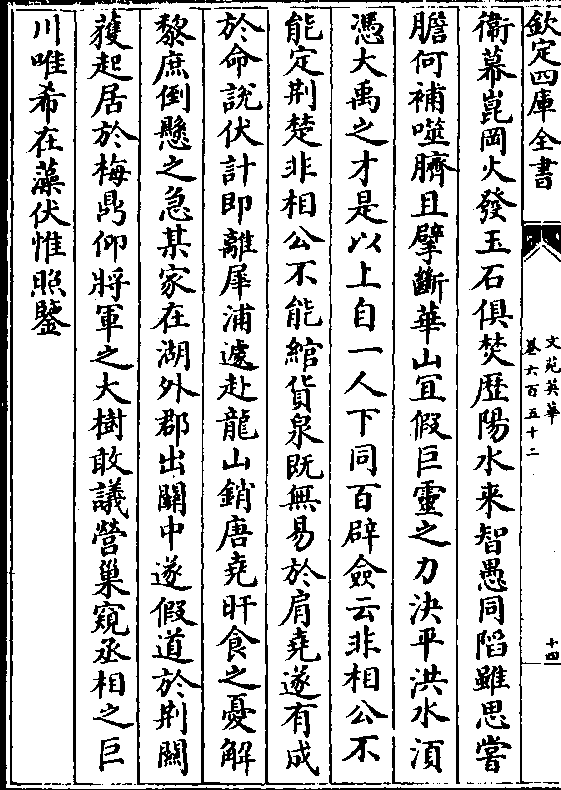 欽定四庫全書
文苑英華
卷六百五十二
十四
衛幕崑岡火發玉石俱焚歴陽水来智愚同陷雖思嘗
膽何補噬臍且擘斷華山冝假巨靈之力決平洪水湏
憑大禹之才是以上自一人下同百辟僉云非相公不
能定荆楚非相公不能綰貨泉既無易於肩堯遂有成
於命説伏計即離犀浦遽赴龍山銷唐堯旰食之憂解
黎庶倒懸之急某家在湖外郡出關中遂假道於荆關
獲起居於梅鼎仰將軍之大樹敢議營巢窺丞相之巨
川唯希在藻伏惟照鑒